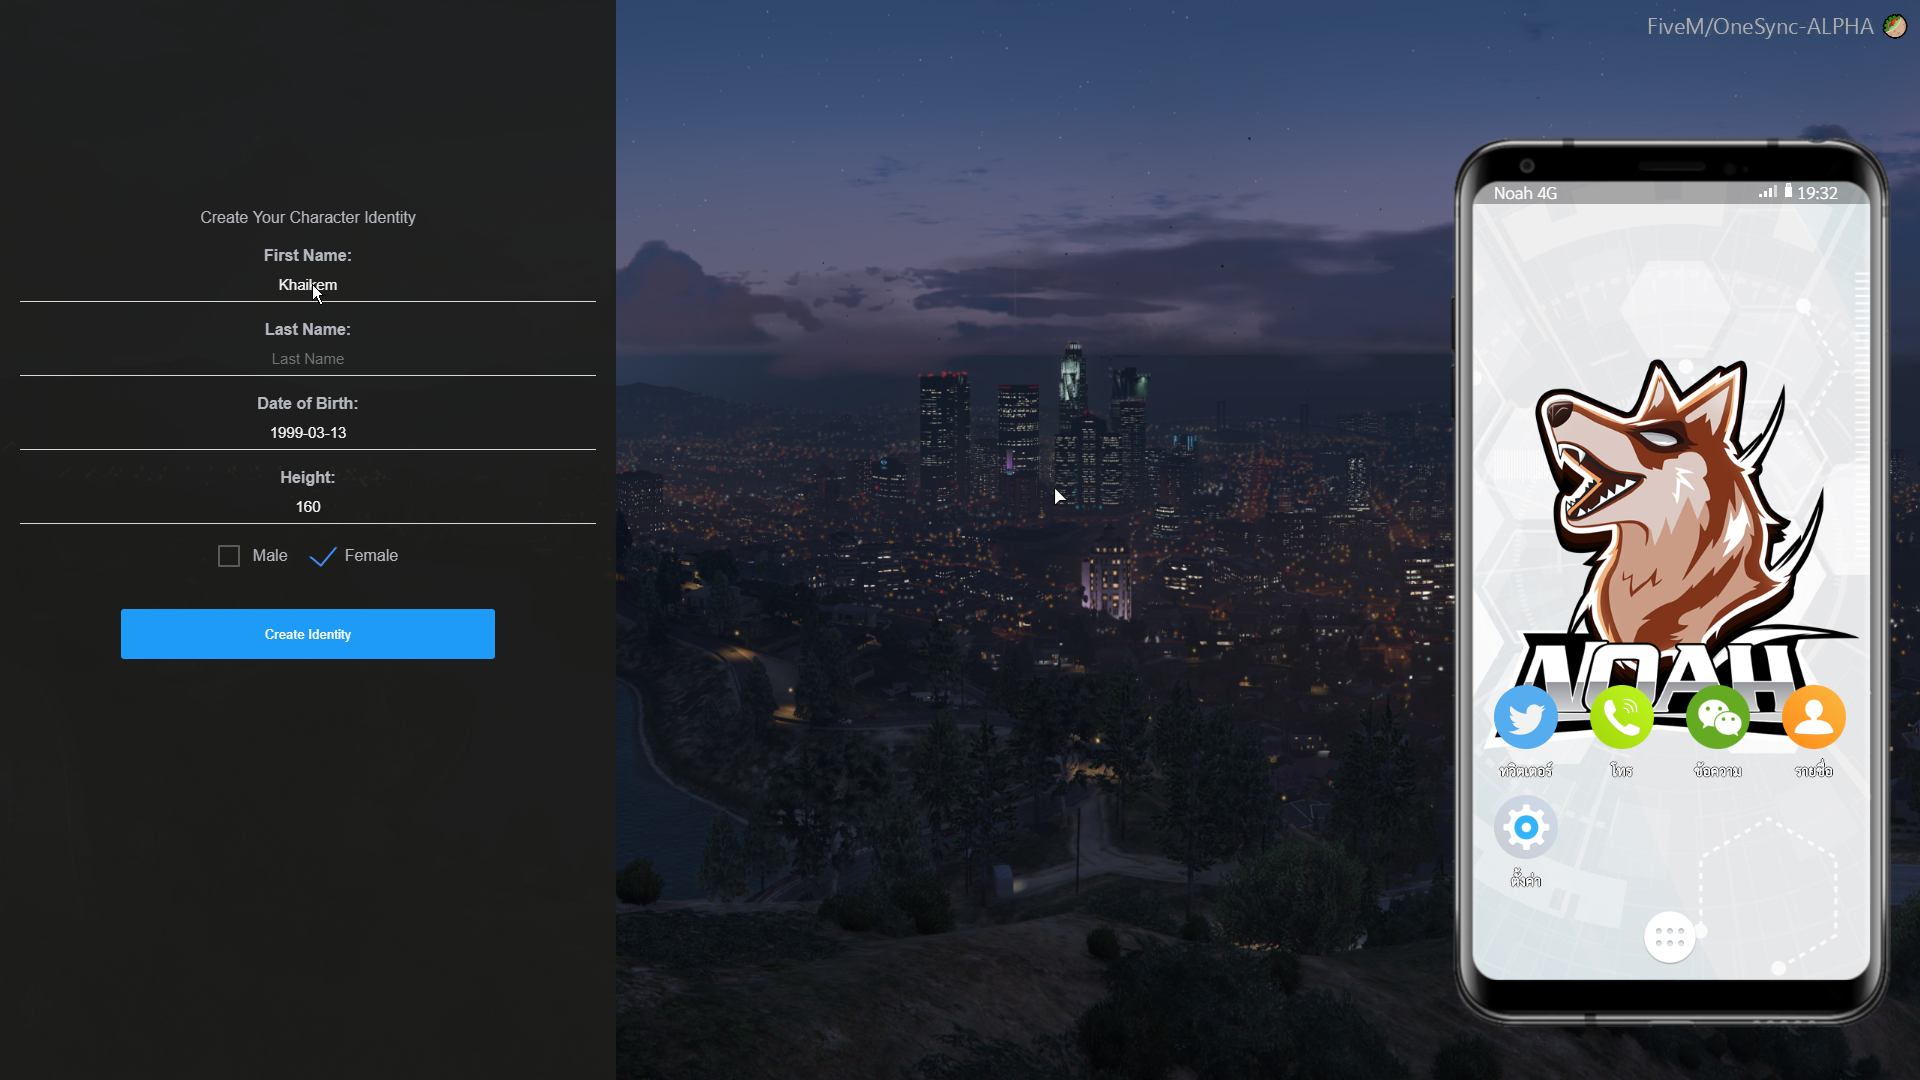 FiveM/OneSync-ALPHA
Create Your Character Identity
First Name:
Khaikem
Last Name:
Last Name
Date of Birth:
1999-03-13
Height:
160
Male
Female
Create Identity
Noah 4G
19:32
NOAH
ทวิตเตอร์
โทร
ข้อความ
รายชื่อ
ตั้งค่า